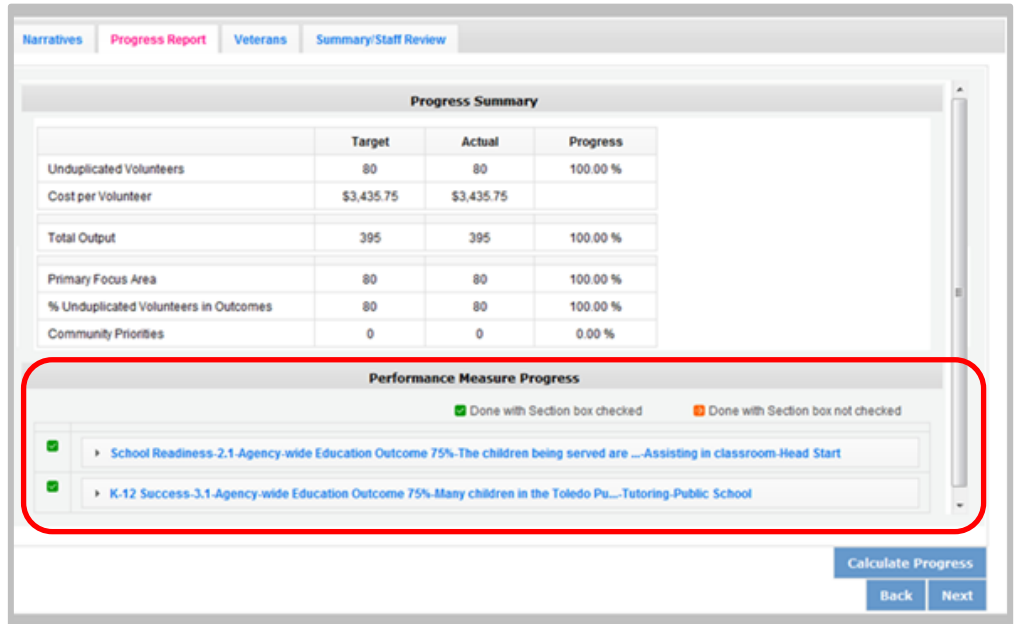 Narratives Progress Report Veterans Summary/Staff Review
Progress Summary
Target Actual Progress
Unduplicated Volunteers 80 80 100.00 %
Cost per Volunteer $3,435.75 $3,435.75
Total Output 395 395 100.00 %
Primary Focus Area 80 80 100.00 %
% Unduplicated Volunteers in Outcomes 80 80 100.00 %
Community Priorities 0 0 0.00 %
Performance Measure Progress
Done with Section box checked Done with Section box not checked
School Readiness-2.1-Agency-wide Education Outcome 75%-The children being served are ...-Assisting in classroom-Head Start
K-12 Success-3.1-Agency-wide Education Outcome 75%-Many children in the Toledo Pu...-Tutoring-Public School
Calculate Progress
Back Next